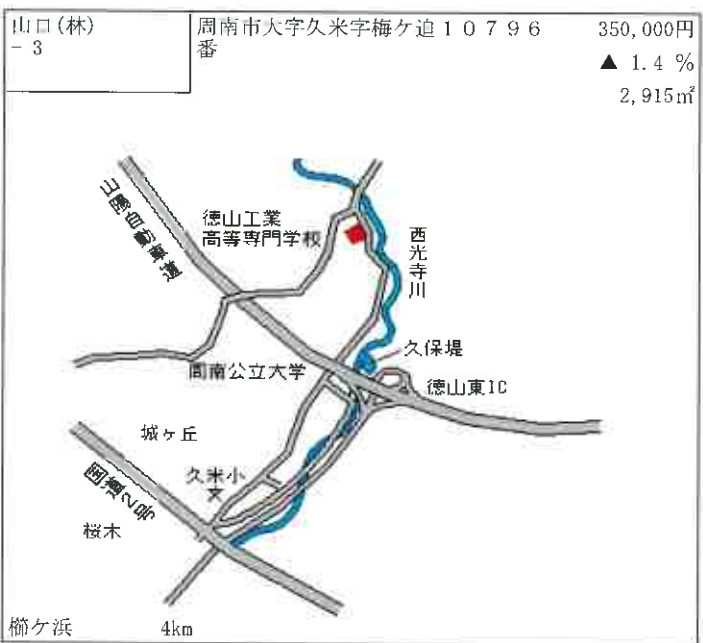 山口(林)
- 3
周南市大字久米字梅ケ迫１０７９６
番
350,000円
▲ 1.4 %
2,915㎡
山陽自動車道
徳山工業
高等専門学校
西光寺川
久保堤
周南公立大学
徳山東IC
城ヶ丘
久米小
文
国道2号
桜木
櫛ケ浜
4km